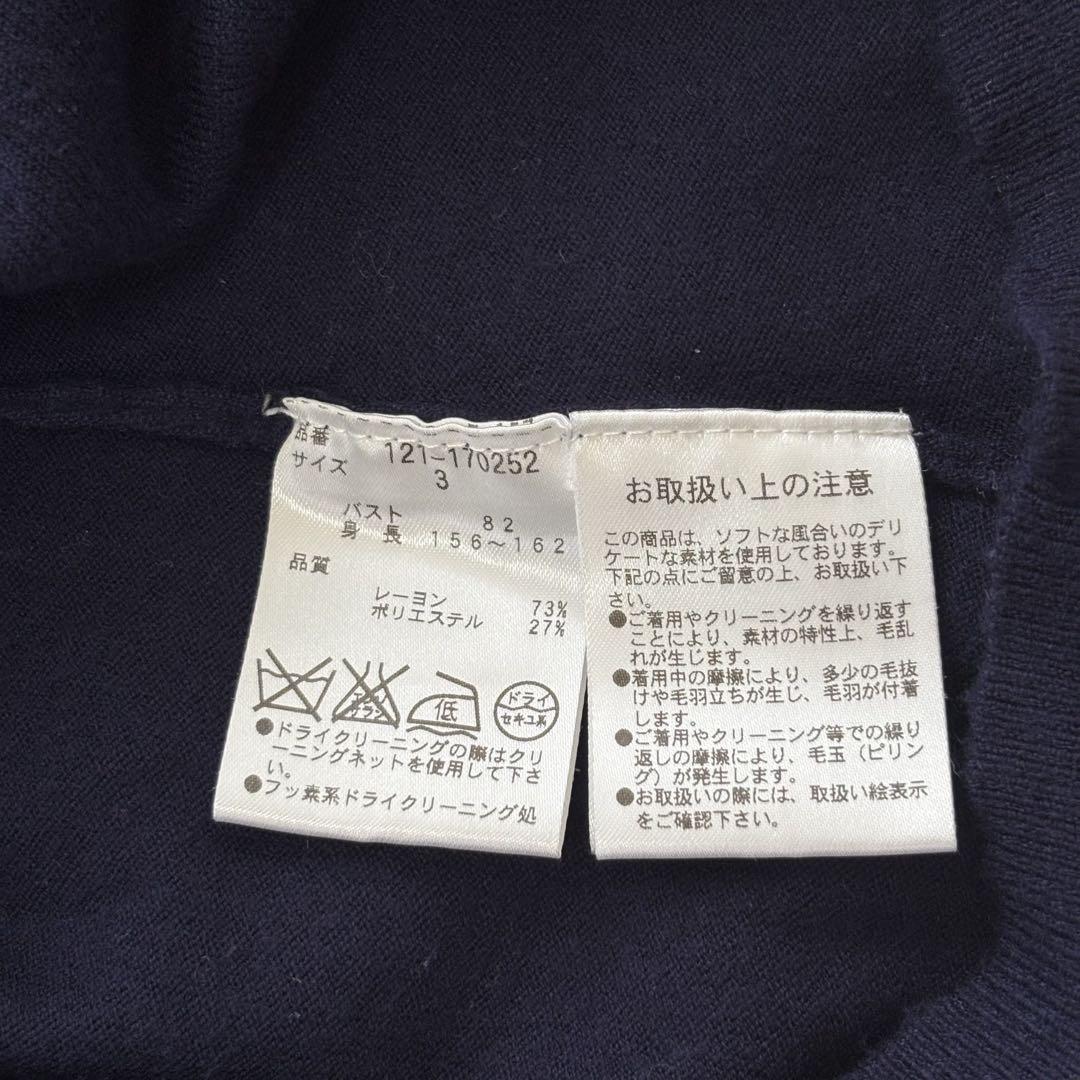 品番 121-170252
サイズ 3
バスト 82
身長 156～162
品質
レーヨン 73%
ポリエステル 27%
エンソ
サラシ
低
ドライ
セキユ系
●ドライクリーニングの際はクリ
ーニングネットを使用して下さ
い。
●フッ素系ドライクリーニング処
お取扱い上の注意
この商品は、ソフトな風合いのデリ
ケートな素材を使用しております。
下記の点にご留意の上、お取扱い下
さい。
●ご着用やクリーニングを繰り返す
ことにより、素材の特性上、毛乱
れが生じます。
●着用中の摩擦により、多少の毛抜
けや毛羽立ちが生じ、毛羽が付着
します。
●ご着用やクリーニング等での繰り
返しの摩擦により、毛玉（ピリン
グ）が発生します。
●お取扱いの際には、取扱い絵表示
をご確認下さい。